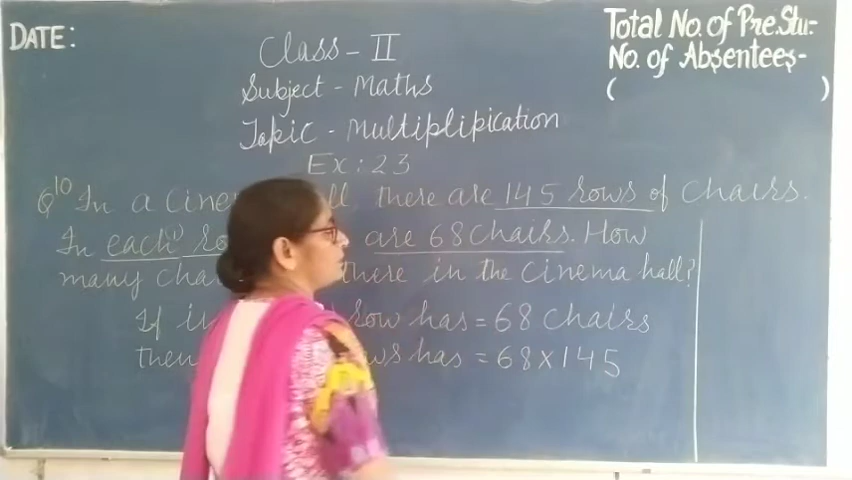 DATE:
Total No. of Pre.Stu:-
No. of Absentees-
(          )
Class - II
Subject - Maths
Topic - Multiplipication
Ex: 23
Q10 In a Cine ll, there are 145 rows of chairs.
In each ro are 68 chairs. How
many cha there in the cinema hall?
If in row has = 68 chairs
then ws has = 68 x 145